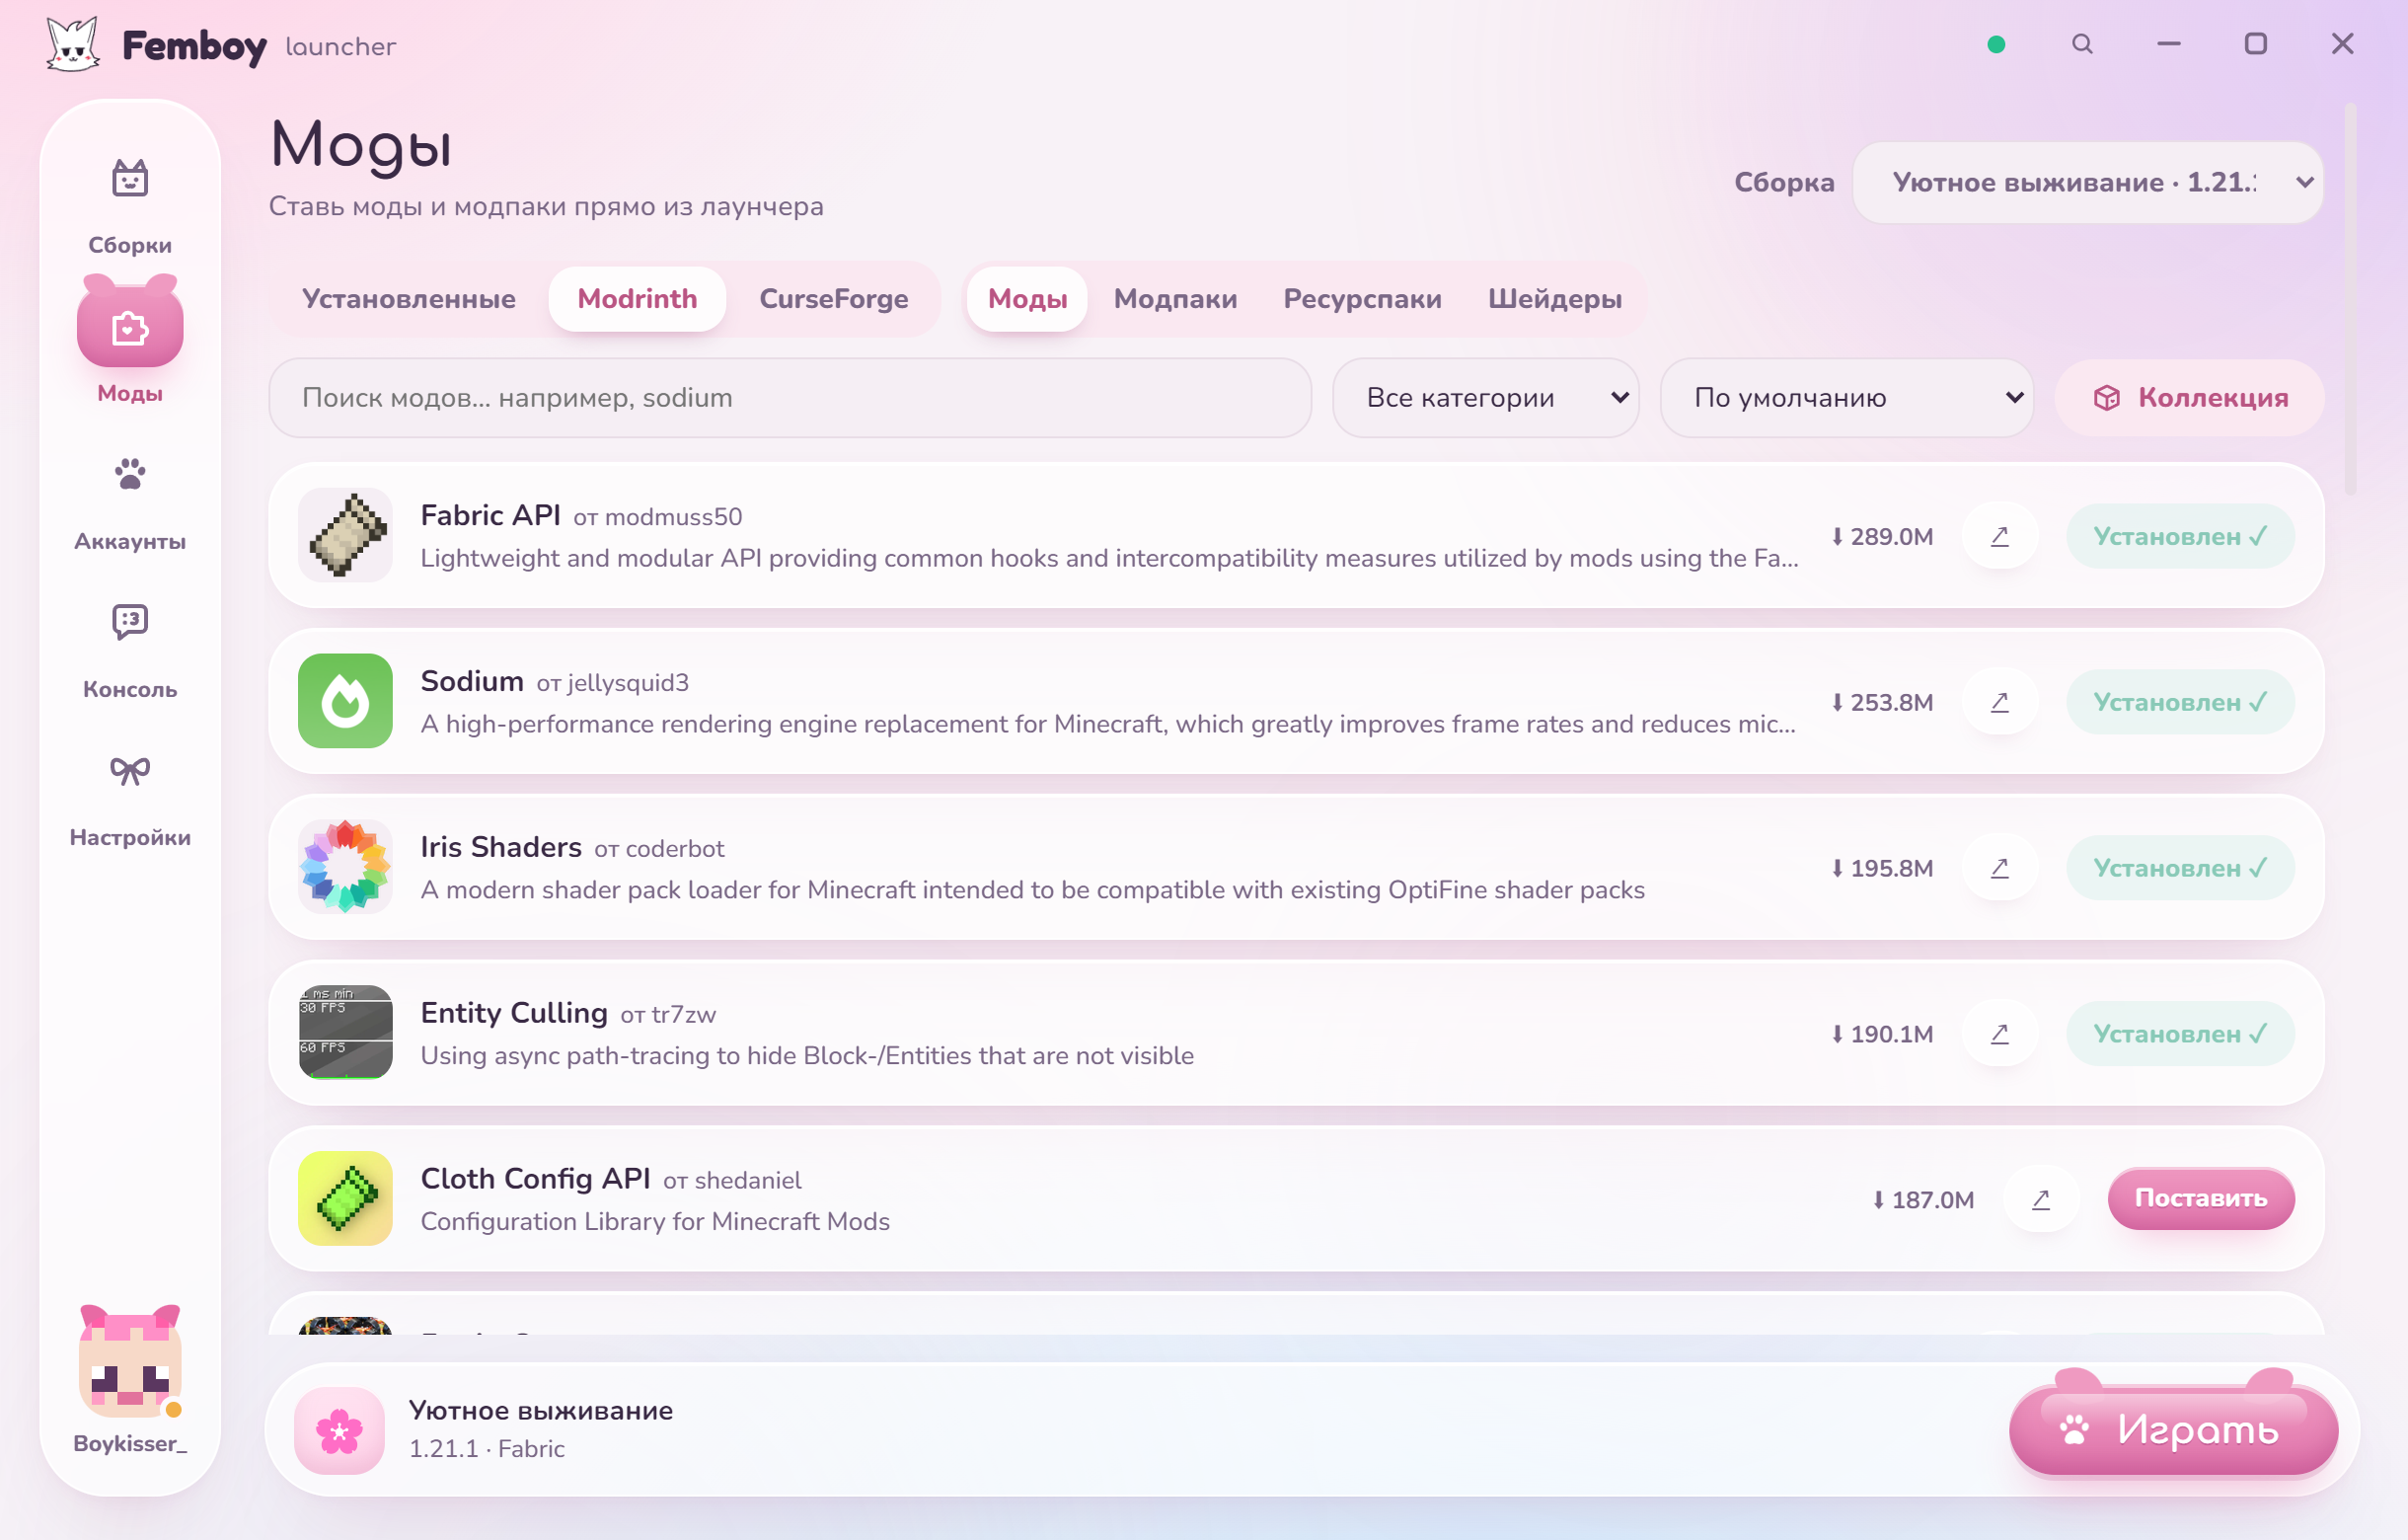 Femboy launcher
Моды
Ставь моды и модпаки прямо из лаунчера
Сборка
Уютное выживание · 1.21.
Установленные
Modrinth
CurseForge
Моды
Модпаки
Ресурспаки
Шейдеры
Поиск модов... например, sodium
Все категории
По умолчанию
Коллекция
Сборки
Моды
Аккаунты
:3
Консоль
Настройки
Boykisser_
Fabric API от modmuss50
Lightweight and modular API providing common hooks and intercompatibility measures utilized by mods using the Fa...
289.0M
Установлен ✓
Sodium от jellysquid3
A high-performance rendering engine replacement for Minecraft, which greatly improves frame rates and reduces mic...
253.8M
Установлен ✓
Iris Shaders от coderbot
A modern shader pack loader for Minecraft intended to be compatible with existing OptiFine shader packs
195.8M
Установлен ✓
ms min
30 FPS
60 FPS
Entity Culling от tr7zw
Using async path-tracing to hide Block-/Entities that are not visible
190.1M
Установлен ✓
Cloth Config API от shedaniel
Configuration Library for Minecraft Mods
187.0M
Поставить
Уютное выживание
1.21.1 · Fabric
Играть